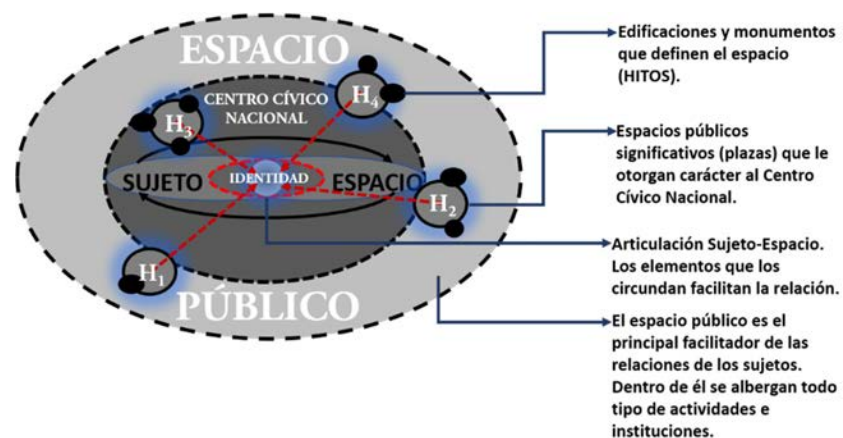 ESPACIO
CENTRO CÍVICO
NACIONAL
H4
H3
SUJETO
IDENTIDAD
ESPACIO
H2
H1
PÚBLICO
Edificaciones y monumentos
que definen el espacio
(HITOS).
Espacios públicos
significativos (plazas) que le
otorgan carácter al Centro
Cívico Nacional.
Articulación Sujeto-Espacio.
Los elementos que los
circundan facilitan la relación.
El espacio público es el
principal facilitador de las
relaciones de los sujetos.
Dentro de él se albergan todo
tipo de actividades e
instituciones.